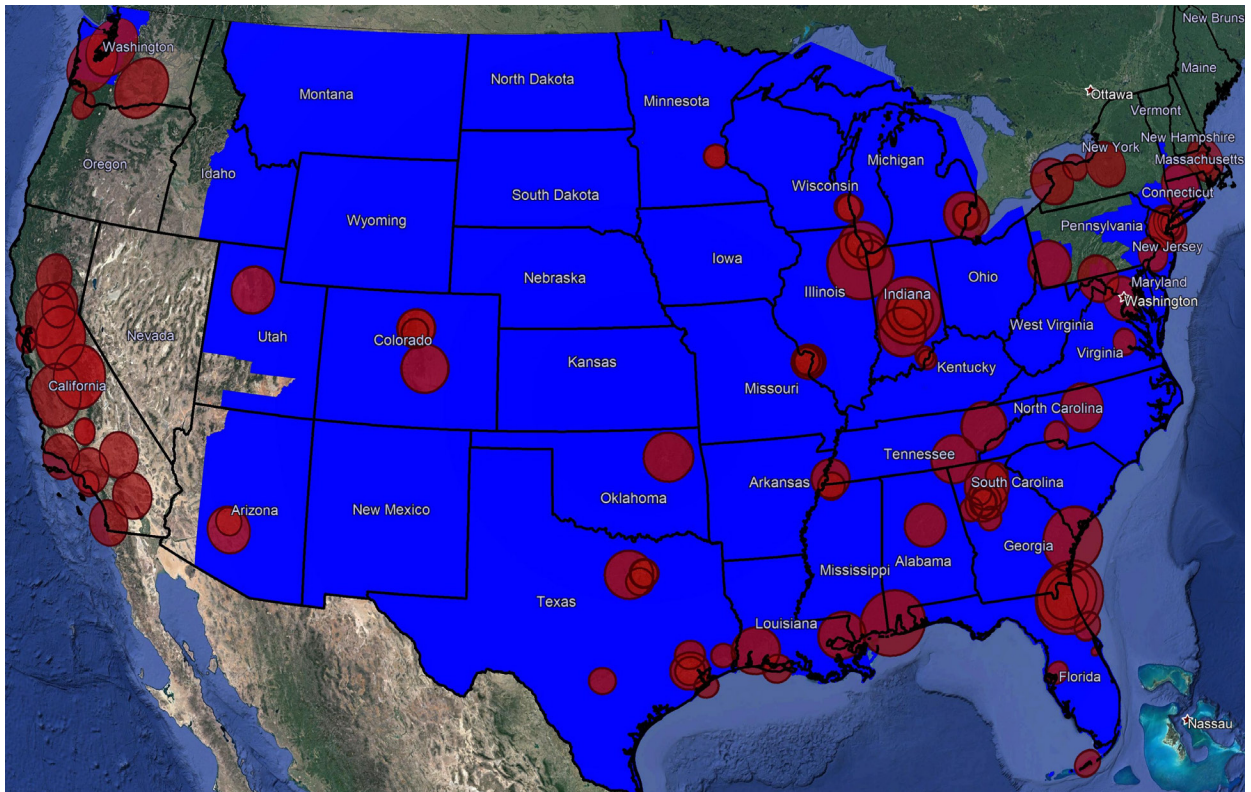 New Bruns
Washington
Maine
North Dakota
Montana
Ottawa
Minnesota
Vermont
New Hampshire
New York
Michigan
Massachusetts
Oregon
Idaho
Wisconsin
Connecticut
South Dakota
Wyoming
Pennsylvania
New Jersey
Iowa
Nebraska
Ohio
Maryland
Illinois
Indiana
Washington
West Virginia
Nevada
Utah
Colorado
Virginia
Kansas
Kentucky
California
Missouri
North Carolina
Tennessee
Arkansas
South Carolina
Oklahoma
Arizona
New Mexico
Georgia
Alabama
Mississippi
Texas
Louisiana
Florida
Nassau